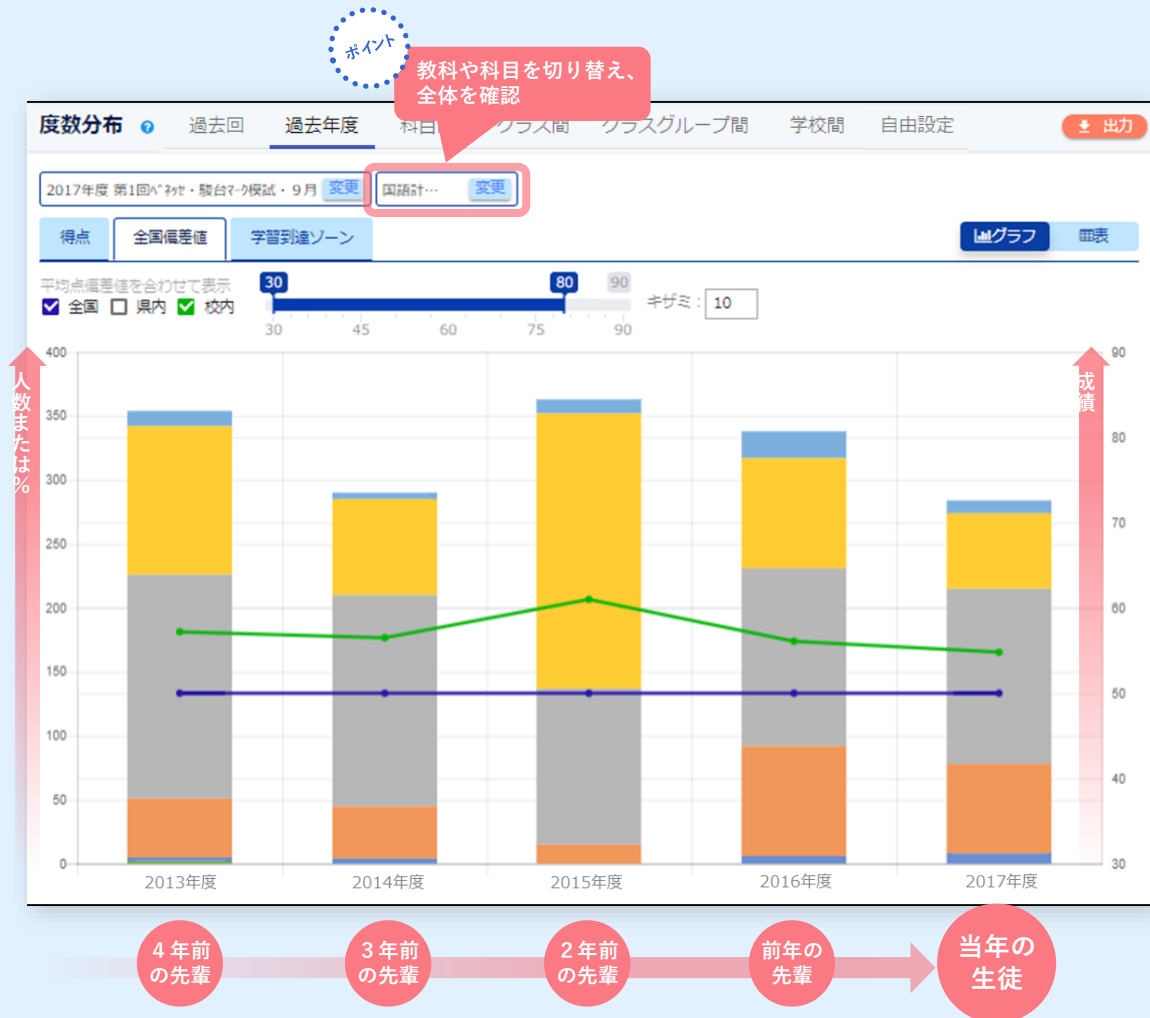 ポイント
教科や科目を切り替え、
全体を確認
度数分布 ? 過去回 過去年度 科目 クラス間 クラスグループ間 学校間 自由設定 出力
2017年度 第1回ベネッセ・駿台マーク模試・9月 変更 国語計… 変更
得点 全国偏差値 学習到達ゾーン グラフ 表
平均点偏差値を合わせて表示
全国 県内 校内
30 80 90
30 45 60 75 90
キザミ : 10
人数または%
成績
400
350
300
250
200
150
100
50
0
90
80
70
60
50
40
30
2013年度 2014年度 2015年度 2016年度 2017年度
4年前
の先輩
3年前
の先輩
2年前
の先輩
前年の
先輩
当年の
生徒